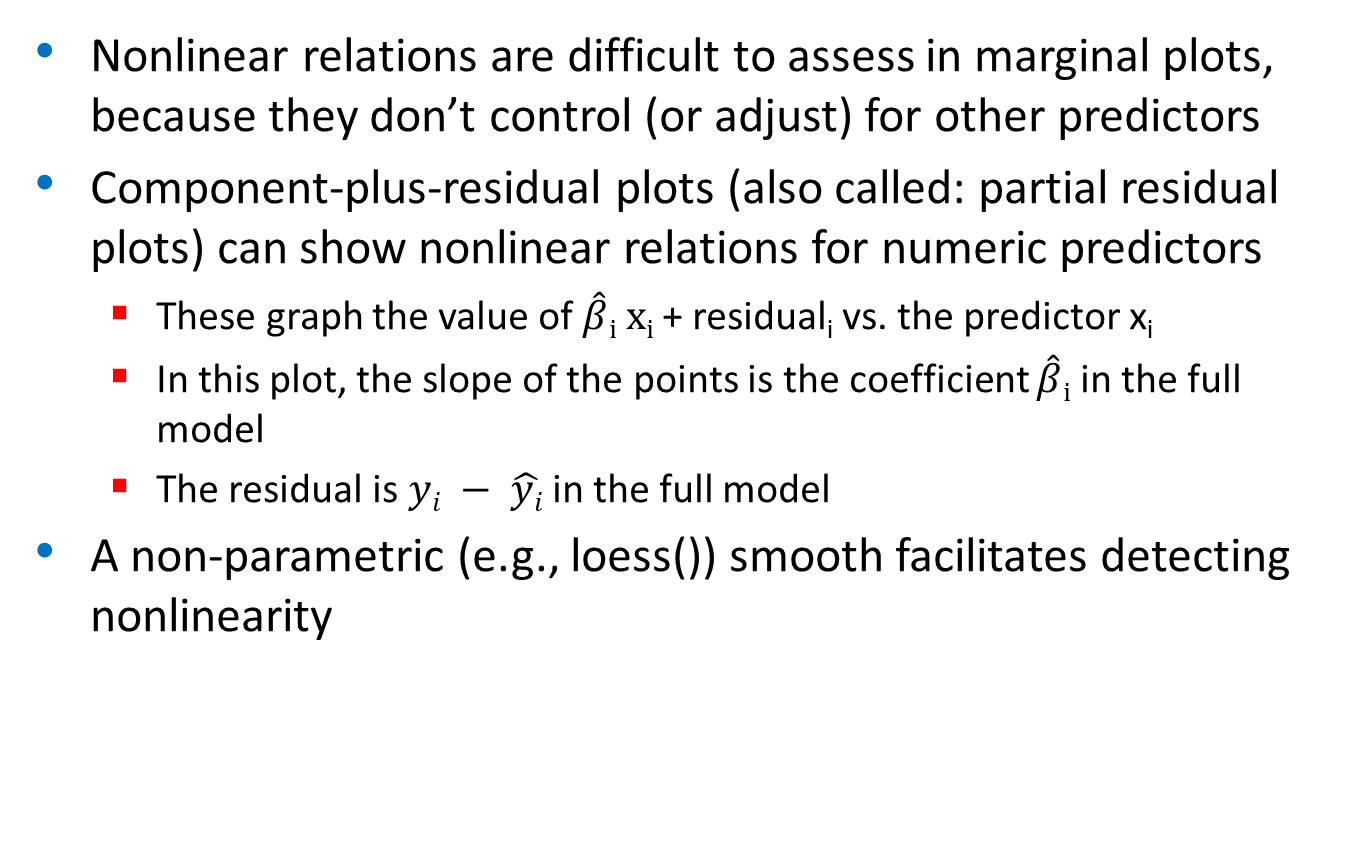 • Nonlinear relations are difficult to assess in marginal plots,
because they don’t control (or adjust) for other predictors
• Component-plus-residual plots (also called: partial residual
plots) can show nonlinear relations for numeric predictors
▪ These graph the value of β̂ᵢ xᵢ + residualᵢ vs. the predictor xᵢ
▪ In this plot, the slope of the points is the coefficient β̂ᵢ in the full
model
▪ The residual is yᵢ − ŷᵢ in the full model
• A non-parametric (e.g., loess()) smooth facilitates detecting
nonlinearity